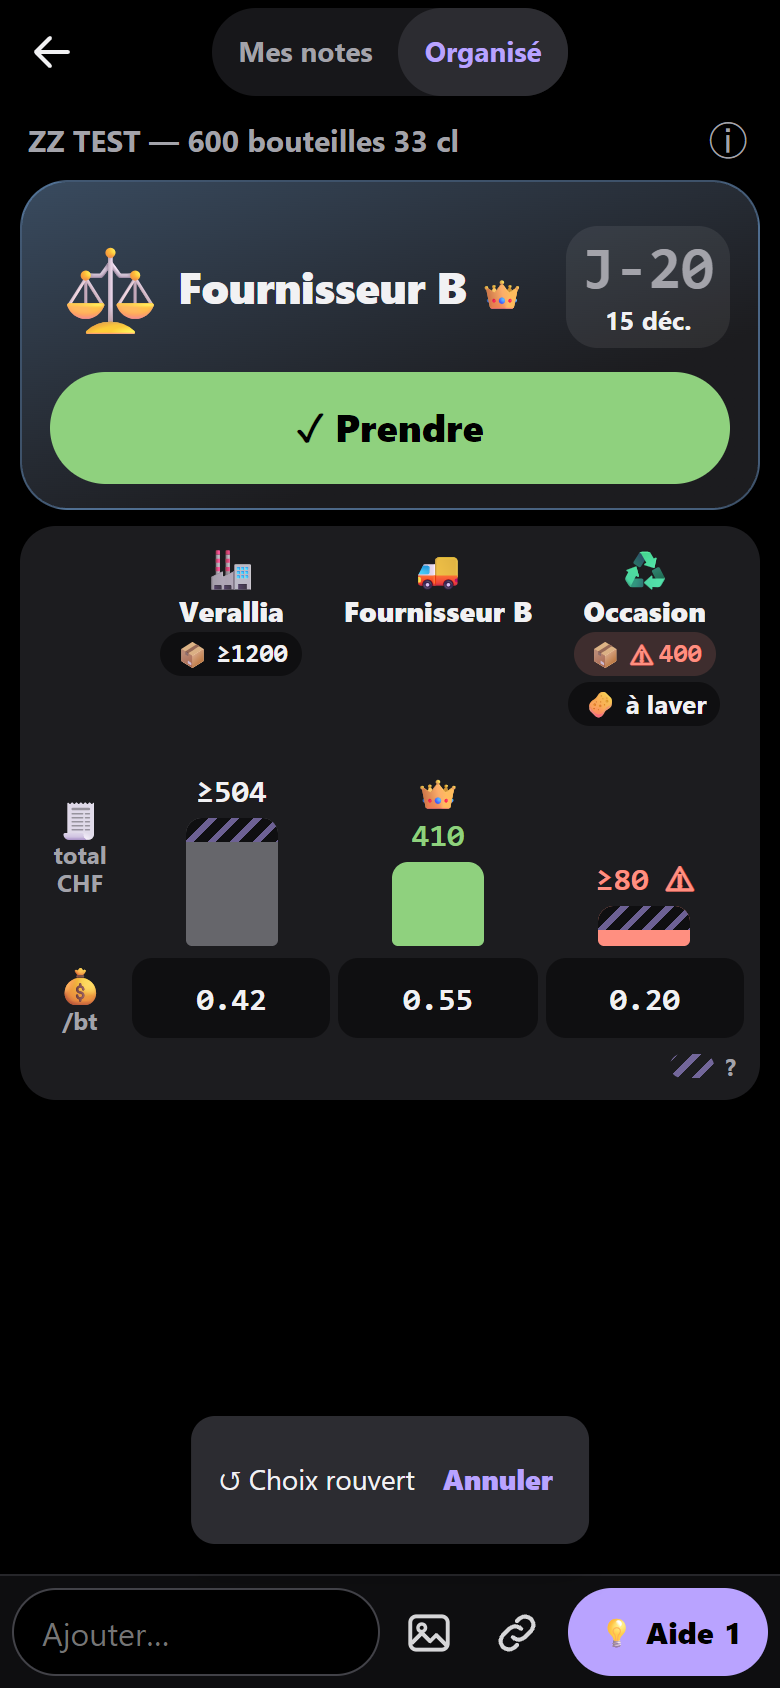 Mes notes Organisé
ZZ TEST — 600 bouteilles 33 cl
Fournisseur B
J-20
15 déc.
✓ Prendre
Verallia Fournisseur B Occasion
≥1200 ⚠ 400
à laver
≥504
410
≥80 ⚠
total
CHF
/bt
0.42 0.55 0.20
?
↺ Choix rouvert Annuler
Ajouter...
Aide 1